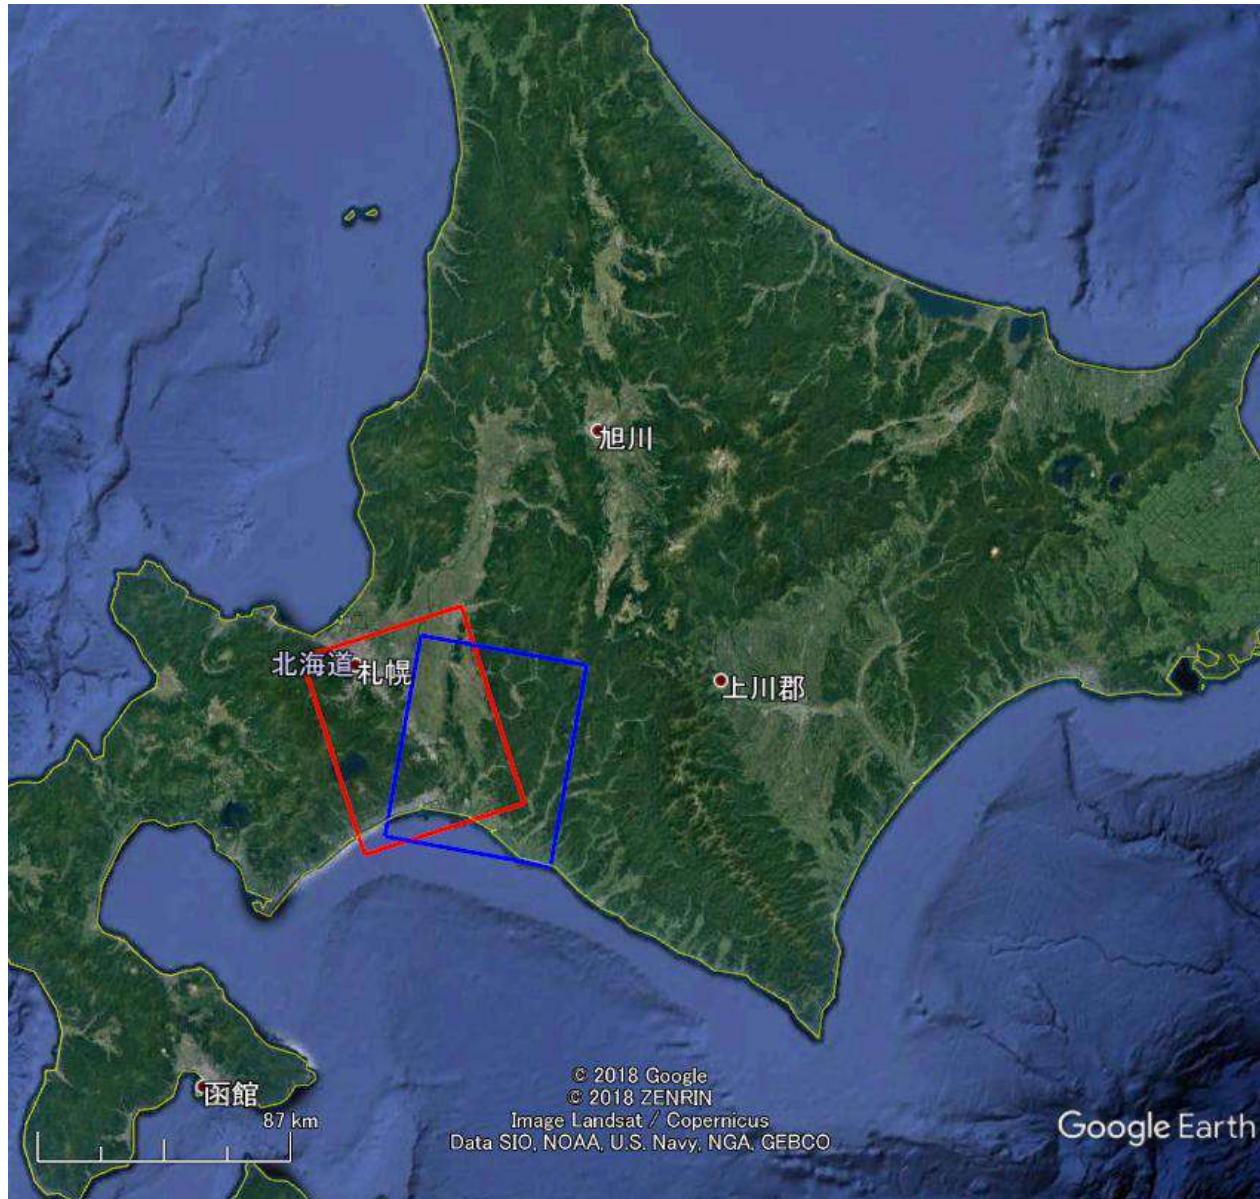 旭川
北海道
札幌
上川郡
函館
87 km
© 2018 Google
© 2018 ZENRIN
Image Landsat / Copernicus
Data SIO, NOAA, U.S. Navy, NGA, GEBCO
Google Earth